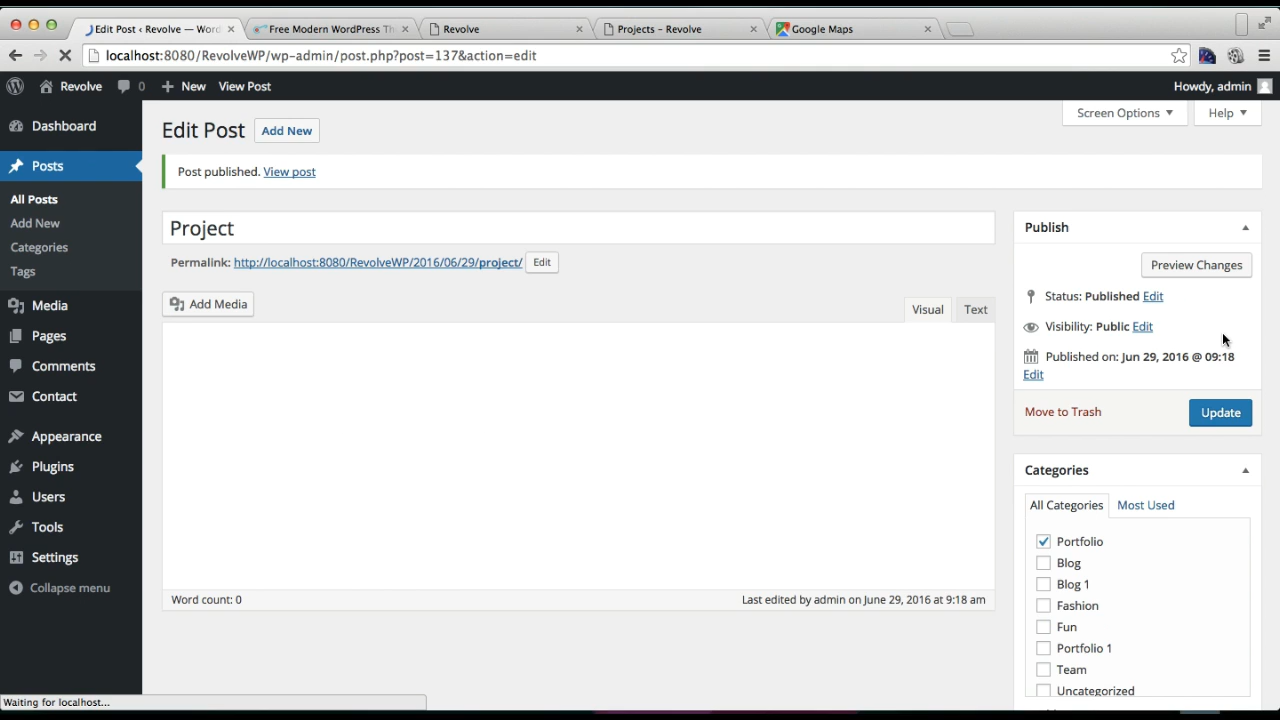 Edit Post ‹ Revolve — Word
Free Modern WordPress Th
Revolve
Projects – Revolve
Google Maps
localhost:8080/RevolveWP/wp-admin/post.php?post=137&action=edit
Revolve
0
New
View Post
Howdy, admin
Dashboard
Posts
All Posts
Add New
Categories
Tags
Media
Pages
Comments
Contact
Appearance
Plugins
Users
Tools
Settings
Collapse menu
Screen Options
Help
Edit Post
Add New
Post published. View post
Project
Permalink: http://localhost:8080/RevolveWP/2016/06/29/project/ Edit
Add Media
Visual
Text
Word count: 0
Last edited by admin on June 29, 2016 at 9:18 am
Publish
Preview Changes
Status: Published Edit
Visibility: Public Edit
Published on: Jun 29, 2016 @ 09:18
Edit
Move to Trash
Update
Categories
All Categories
Most Used
Portfolio
Blog
Blog 1
Fashion
Fun
Portfolio 1
Team
Uncategorized
Waiting for localhost...